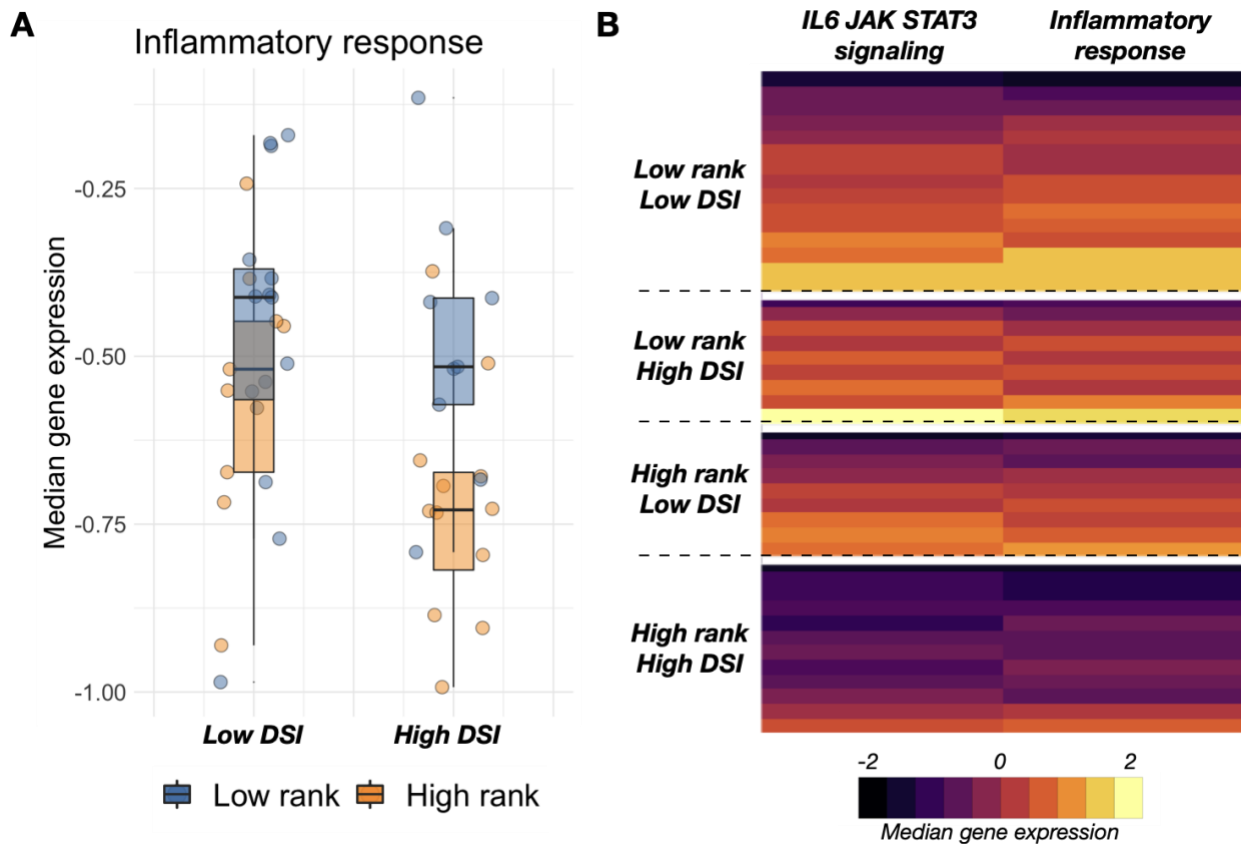 A
Inflammatory response
Median gene expression
-0.25
-0.50
-0.75
-1.00
Low DSI
High DSI
Low rank
High rank
B
IL6 JAK STAT3
signaling
Inflammatory
response
Low rank
Low DSI
Low rank
High DSI
High rank
Low DSI
High rank
High DSI
-2
0
2
Median gene expression